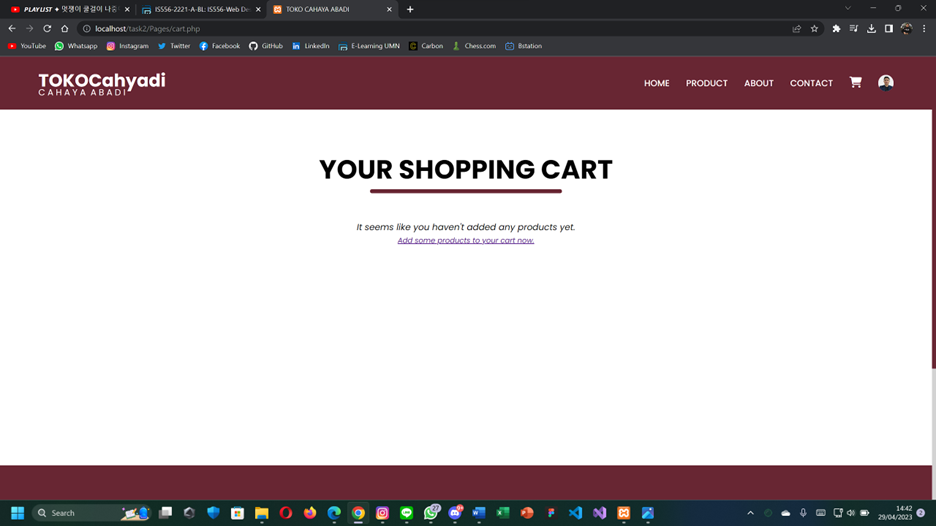 PLAYLIST ✦ 멋쟁이 쿨걸이 나중
IS556-2221-A-BL: IS556-Web De
TOKO CAHAYA ABADI
localhost/task2/Pages/cart.php
YouTube Whatsapp Instagram Twitter Facebook GitHub LinkedIn E-Learning UMN Carbon Chess.com Bstation
TOKOCahyadi
CAHAYA ABADI
HOME PRODUCT ABOUT CONTACT
YOUR SHOPPING CART
It seems like you haven't added any products yet.
Add some products to your cart now.
Search
14:42
29/04/2023
2